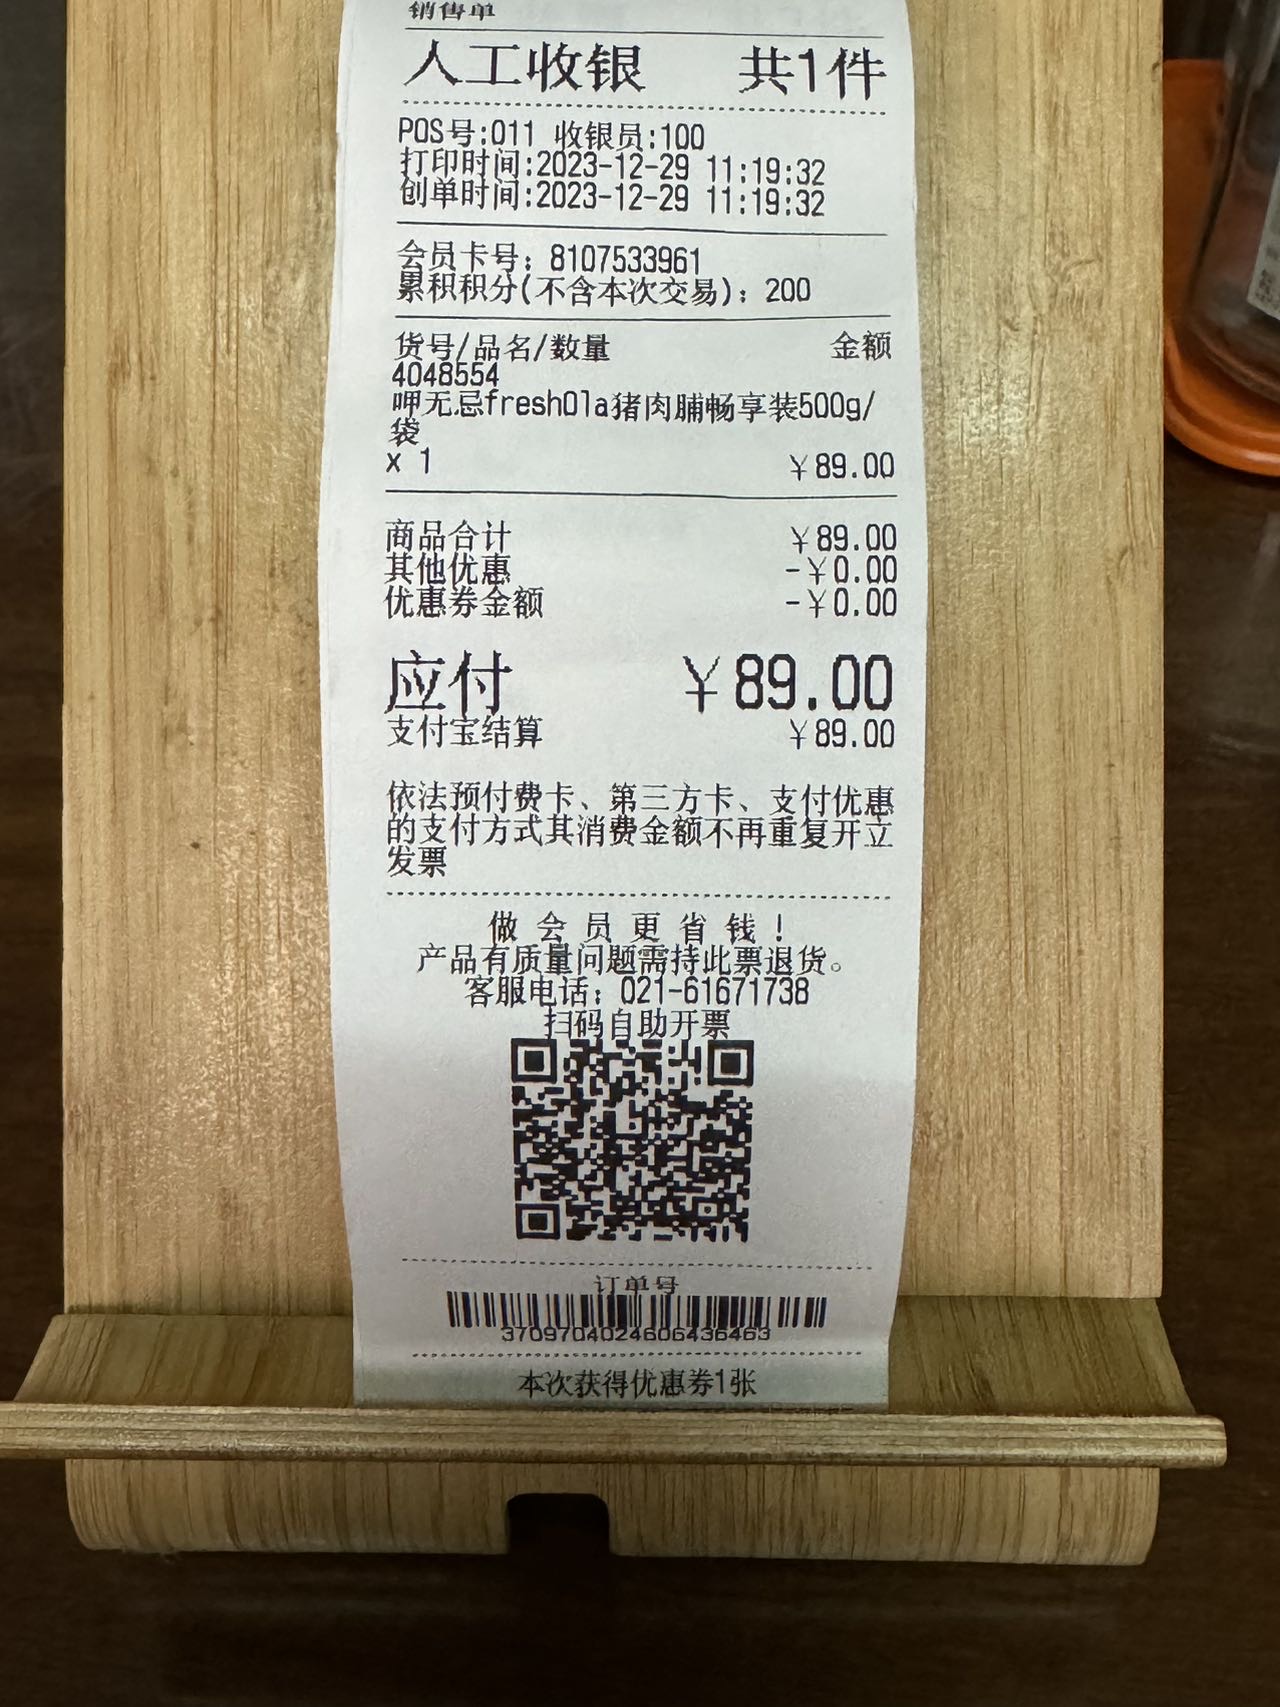 销售单
人工收银 共1件
POS号:011 收银员:100
打印时间:2023-12-29 11:19:32
创单时间:2023-12-29 11:19:32
会员卡号: 8107533961
累积积分(不含本次交易): 200
货号/品名/数量 金额
4048554
呷无忌freshOla猪肉脯畅享装500g/
袋
x 1 ¥89.00
商品合计 ¥89.00
其他优惠 -¥0.00
优惠券金额 -¥0.00
应付 ¥89.00
支付宝结算 ¥89.00
依法预付费卡、第三方卡、支付优惠
的支付方式其消费金额不再重复开立
发票
做会员更省钱!
产品有质量问题需持此票退货。
客服电话: 021-61671738
扫码自助开票
订单号
3709704024606436463
本次获得优惠券1张